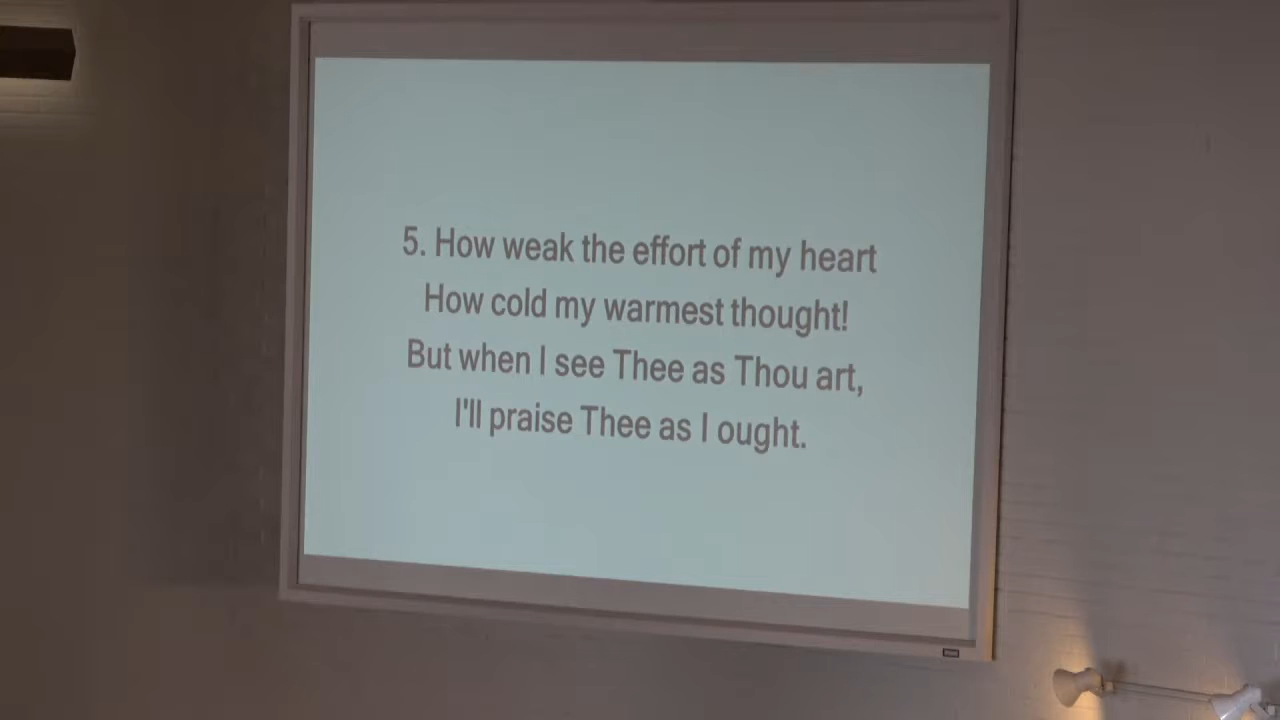 5. How weak the effort of my heart
How cold my warmest thought!
But when I see Thee as Thou art,
I'll praise Thee as I ought.